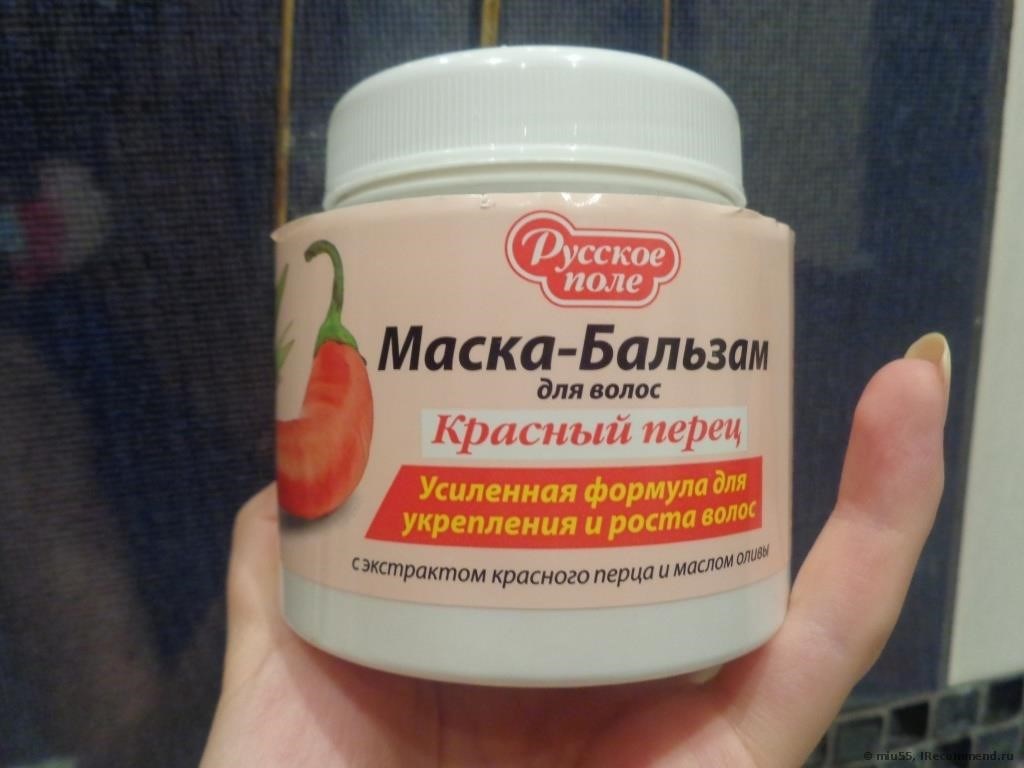 Русское
поле
Маска-Бальзам
для волос
Красный перец
Усиленная формула для
укрепления и роста волос
с экстрактом красного перца и маслом оливы
© miu55, IRecommend.ru